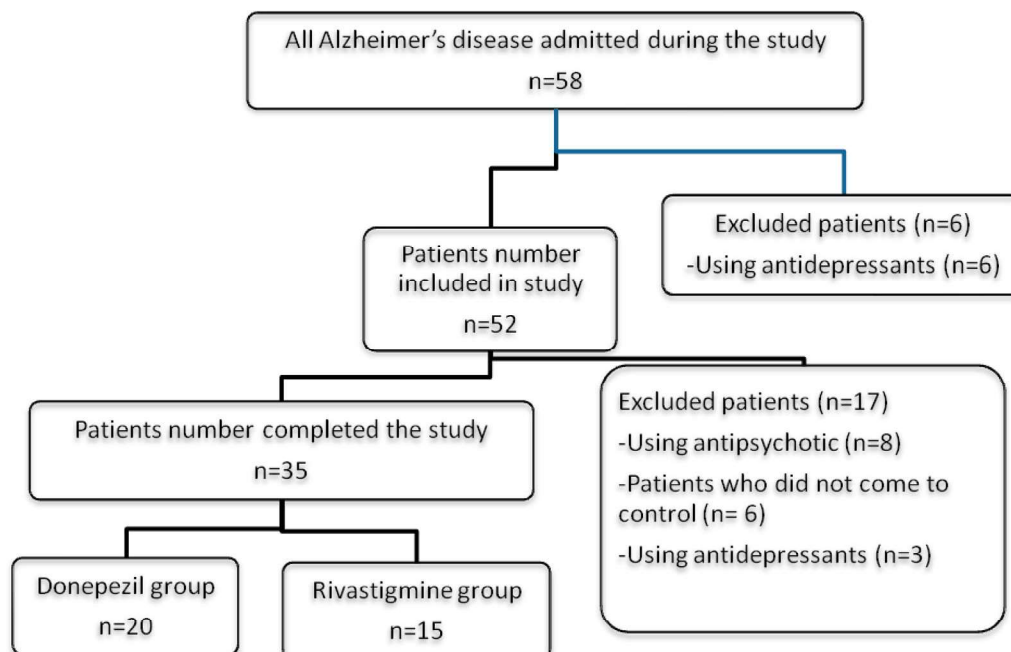 All Alzheimer’s disease admitted during the study
n=58
Excluded patients (n=6)
-Using antidepressants (n=6)
Patients number
included in study
n=52
Excluded patients (n=17)
-Using antipsychotic (n=8)
-Patients who did not come to
control (n= 6)
-Using antidepressants (n=3)
Patients number completed the study
n=35
Donepezil group
n=20
Rivastigmine group
n=15